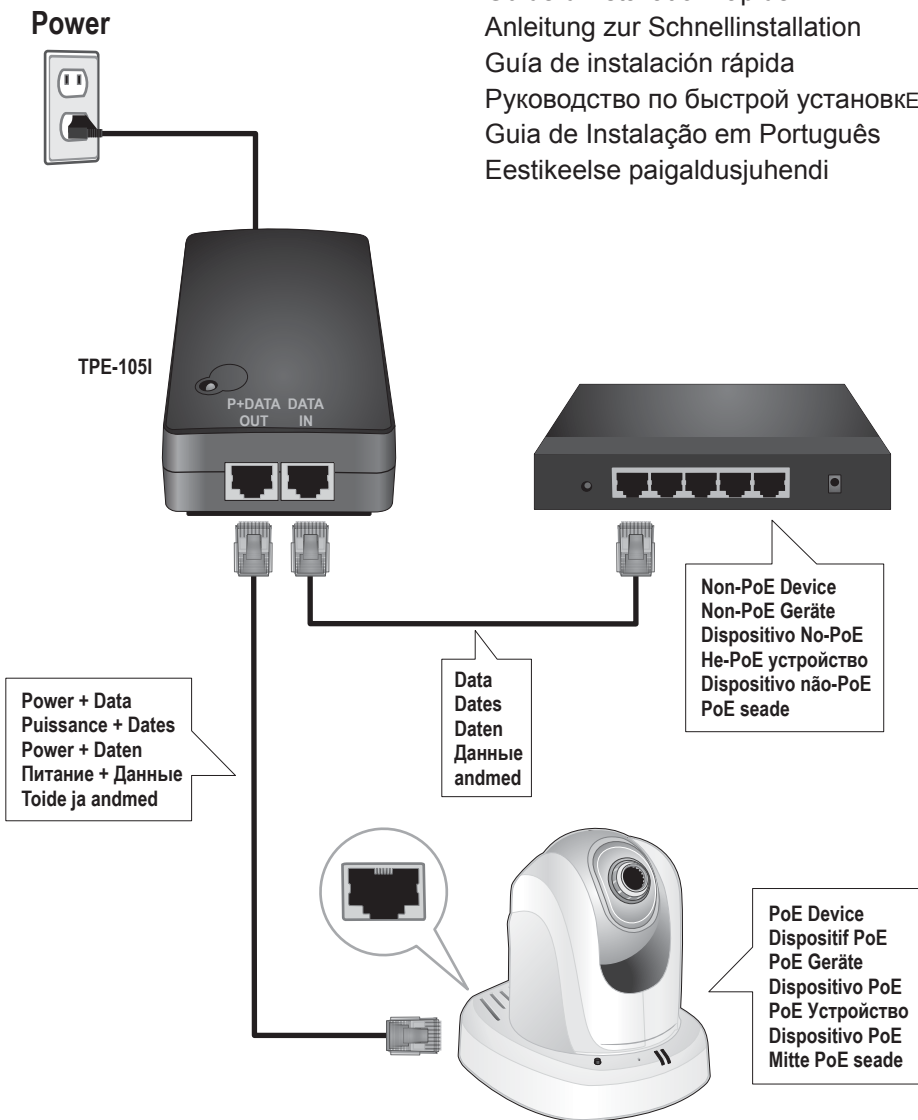 Power
Anleitung zur Schnellinstallation
Guía de instalación rápida
Руководство по быстрой установкЕ
Guia de Instalação em Português
Eestikeelse paigaldusjuhendi
TPE-105I
P+DATA DATA
OUT IN
Non-PoE Device
Non-PoE Geräte
Dispositivo No-PoE
Не-PoE устройство
Dispositivo não-PoE
PoE seade
Data
Dates
Daten
Данные
andmed
Power + Data
Puissance + Dates
Power + Daten
Питание + Данные
Toide ja andmed
PoE Device
Dispositif PoE
PoE Geräte
Dispositivo PoE
PoE Устройство
Dispositivo PoE
Mitte PoE seade